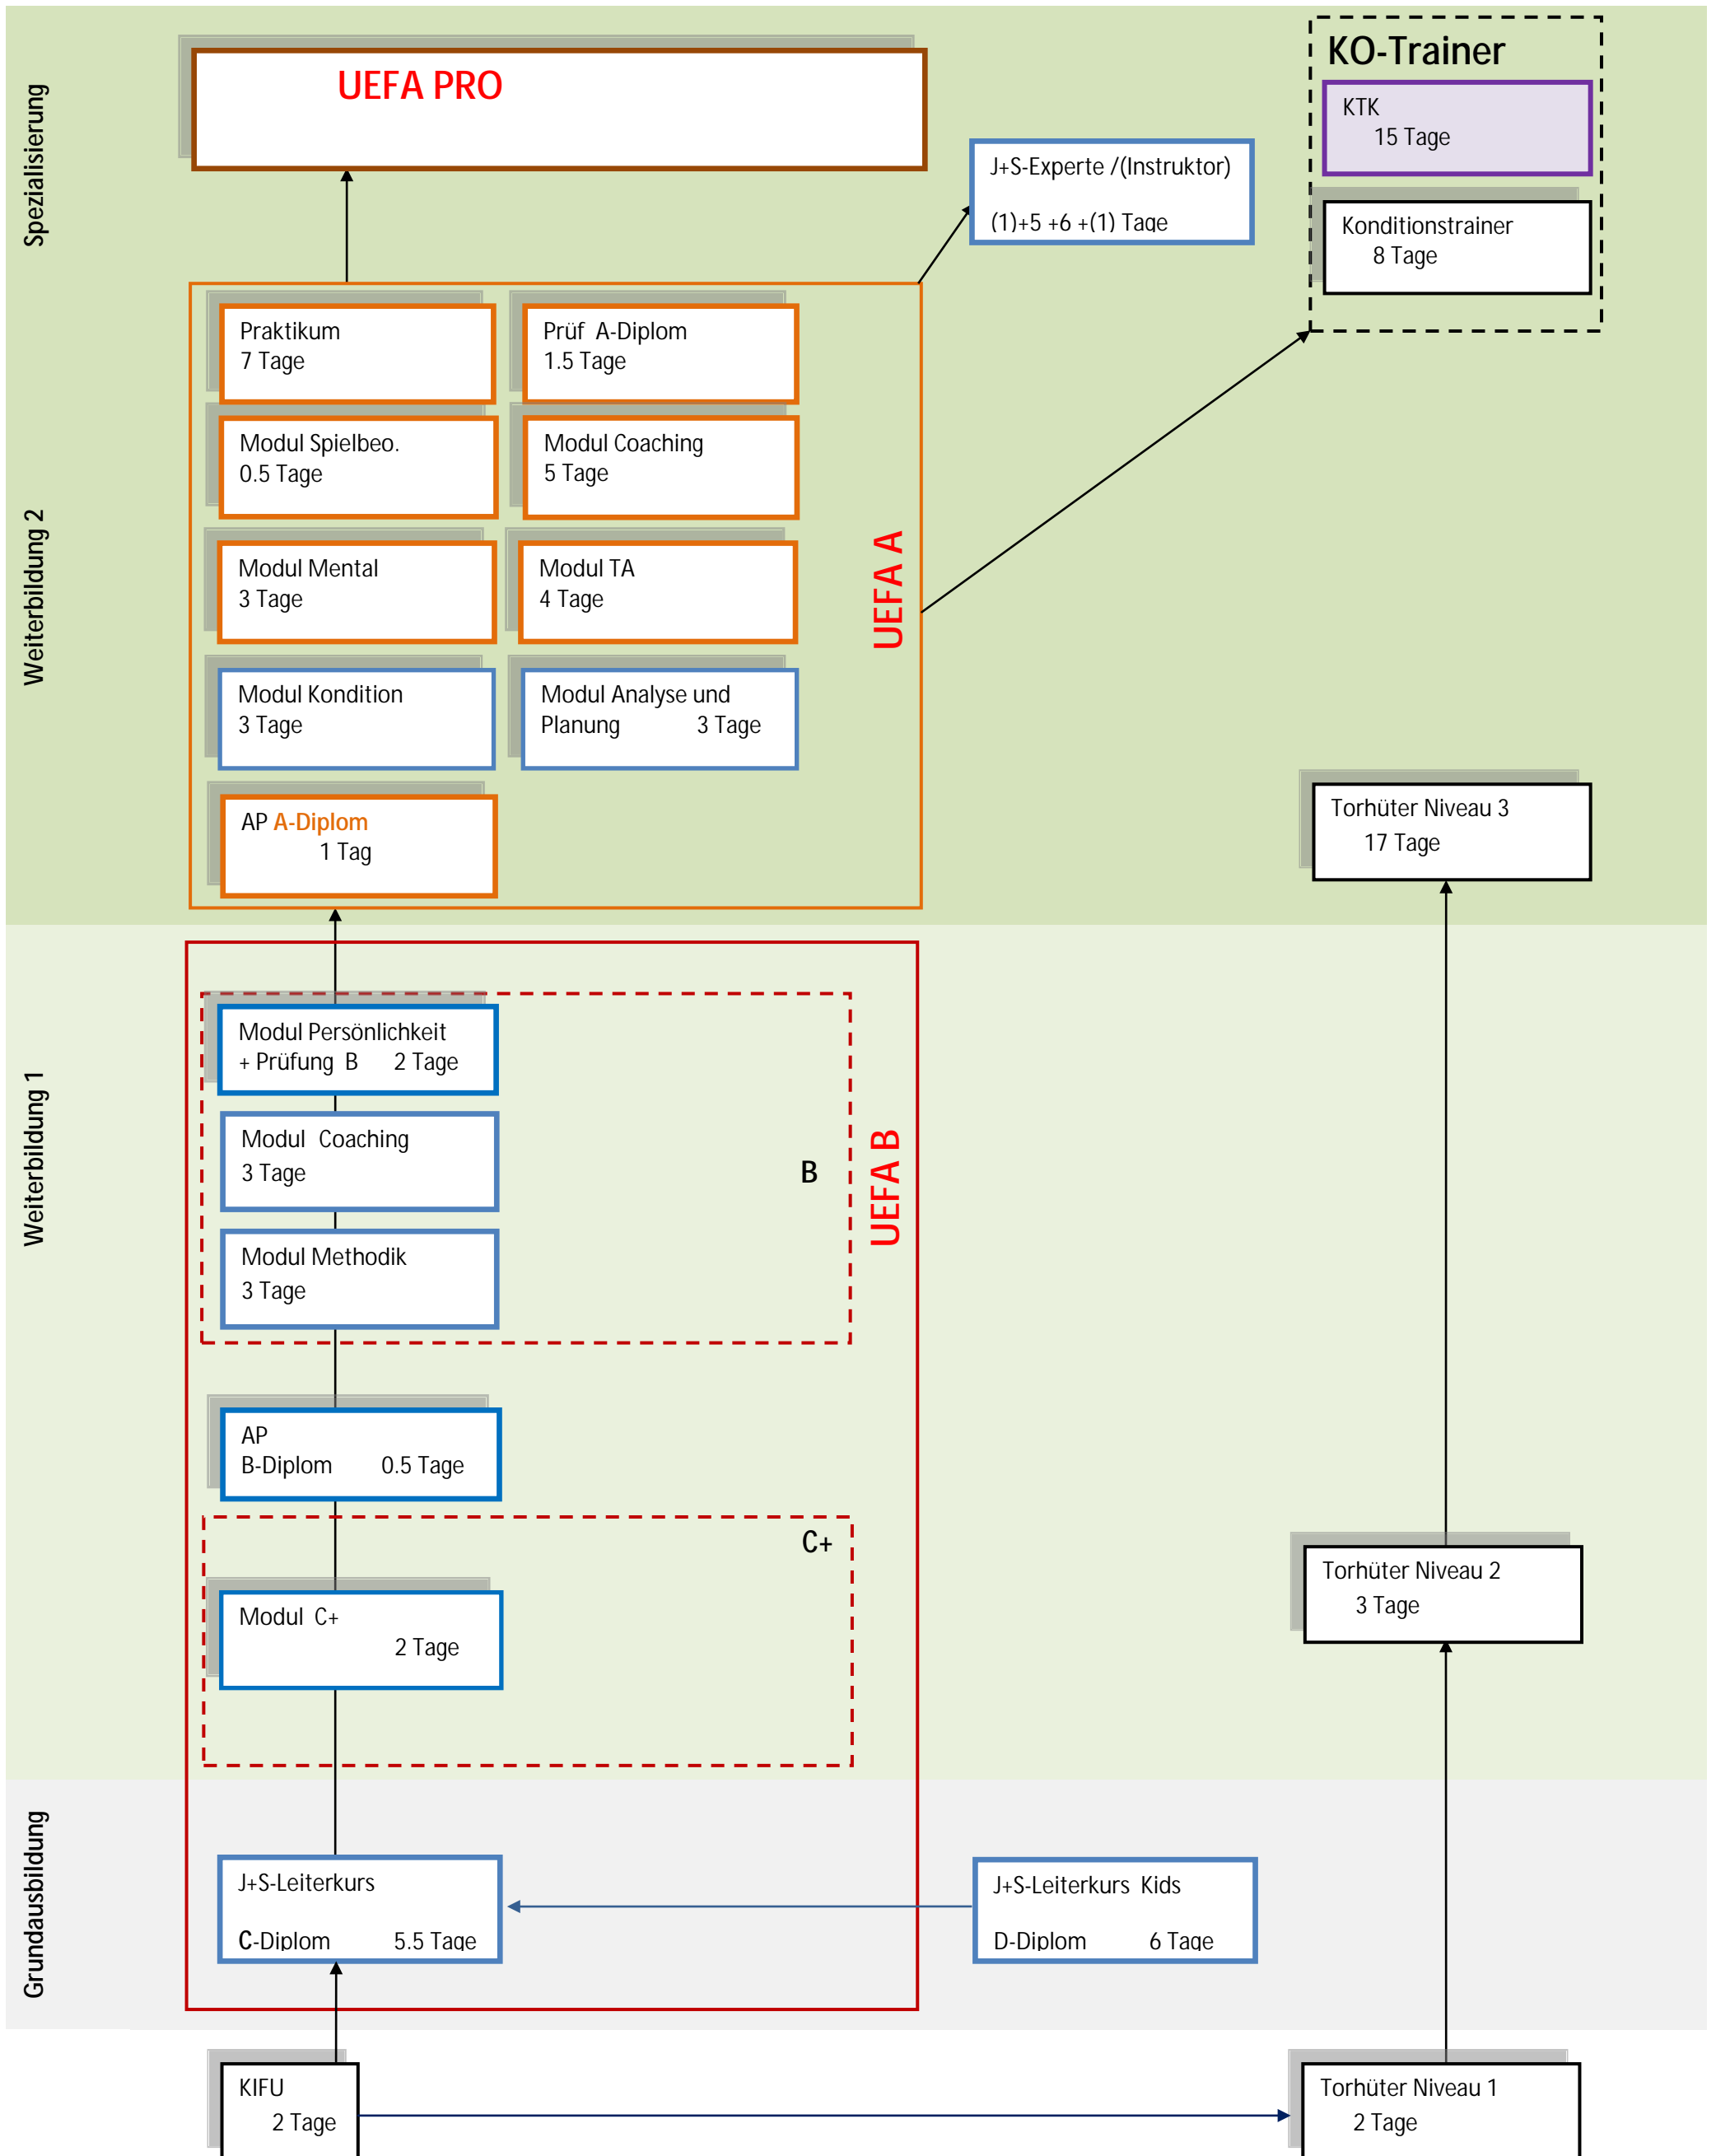 Spezialisierung
UEFA PRO
KO-Trainer
KTK
15 Tage
Konditionstrainer
8 Tage
J+S-Experte /(Instruktor)
(1)+5 +6 +(1) Tage
Weiterbildung 2
UEFA A
Praktikum
7 Tage
Prüf A-Diplom
1.5 Tage
Modul Spielbeo.
0.5 Tage
Modul Coaching
5 Tage
Modul Mental
3 Tage
Modul TA
4 Tage
Modul Kondition
3 Tage
Modul Analyse und
Planung 3 Tage
AP A-Diplom
1 Tag
Torhüter Niveau 3
17 Tage
Weiterbildung 1
UEFA B
B
Modul Persönlichkeit
+ Prüfung B 2 Tage
Modul Coaching
3 Tage
Modul Methodik
3 Tage
AP
B-Diplom 0.5 Tage
C+
Modul C+
2 Tage
Torhüter Niveau 2
3 Tage
Grundausbildung
J+S-Leiterkurs
C-Diplom 5.5 Tage
J+S-Leiterkurs Kids
D-Diplom 6 Tage
KIFU
2 Tage
Torhüter Niveau 1
2 Tage